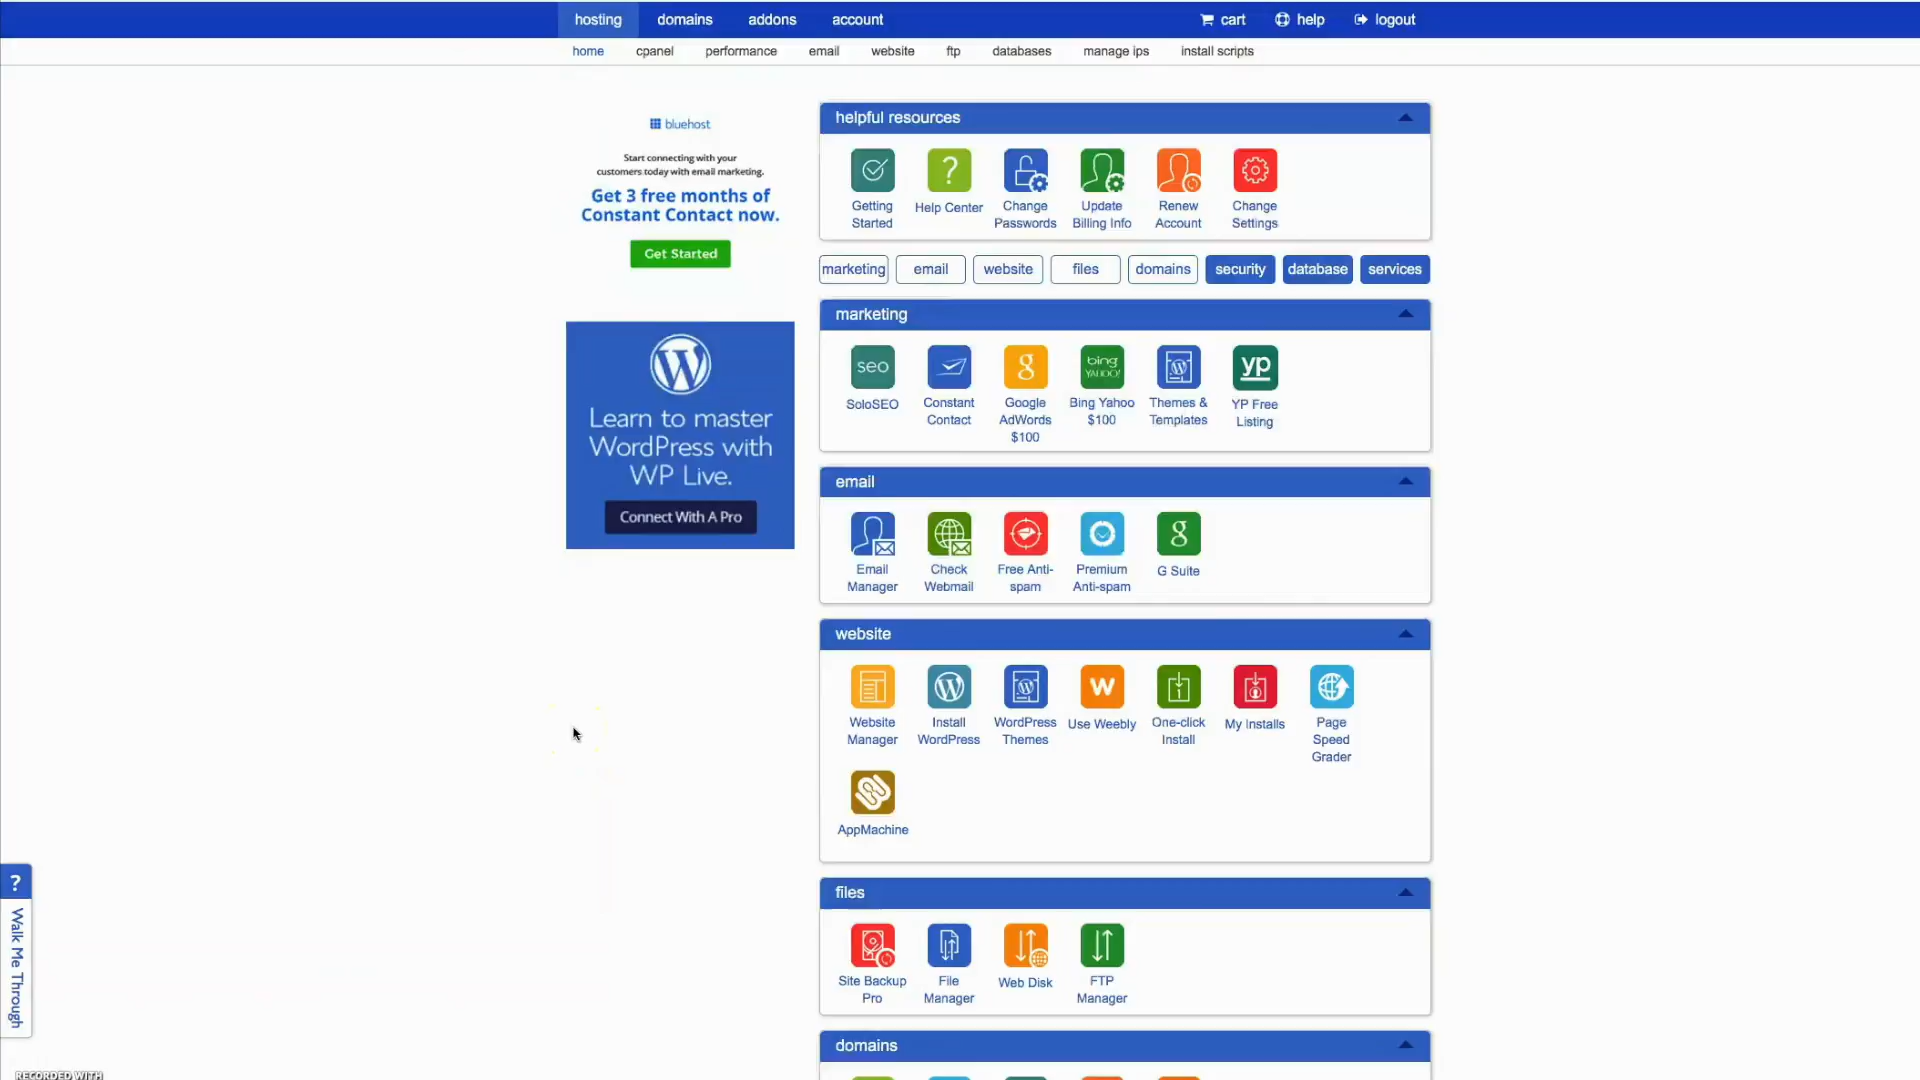 hosting domains addons account cart help logout
home cpanel performance email website ftp databases manage ips install scripts
bluehost
Start connecting with your
customers today with email marketing.
Get 3 free months of
Constant Contact now.
Get Started
Learn to master
WordPress with
WP Live.
Connect With A Pro
helpful resources
?
Getting Started
Help Center
Change Passwords
Update Billing Info
Renew Account
Change Settings
marketing email website files domains security database services
marketing
seo
g
bing
YAHOO!
yp
SoloSEO
Constant Contact
Google AdWords $100
Bing Yahoo $100
Themes & Templates
YP Free Listing
email
g
Email Manager
Check Webmail
Free Anti-spam
Premium Anti-spam
G Suite
website
Website Manager
Install WordPress
WordPress Themes
Use Weebly
One-click Install
My Installs
Page Speed Grader
AppMachine
files
Site Backup Pro
File Manager
Web Disk
FTP Manager
domains
?
Walk Me Through
RECORDED WITH